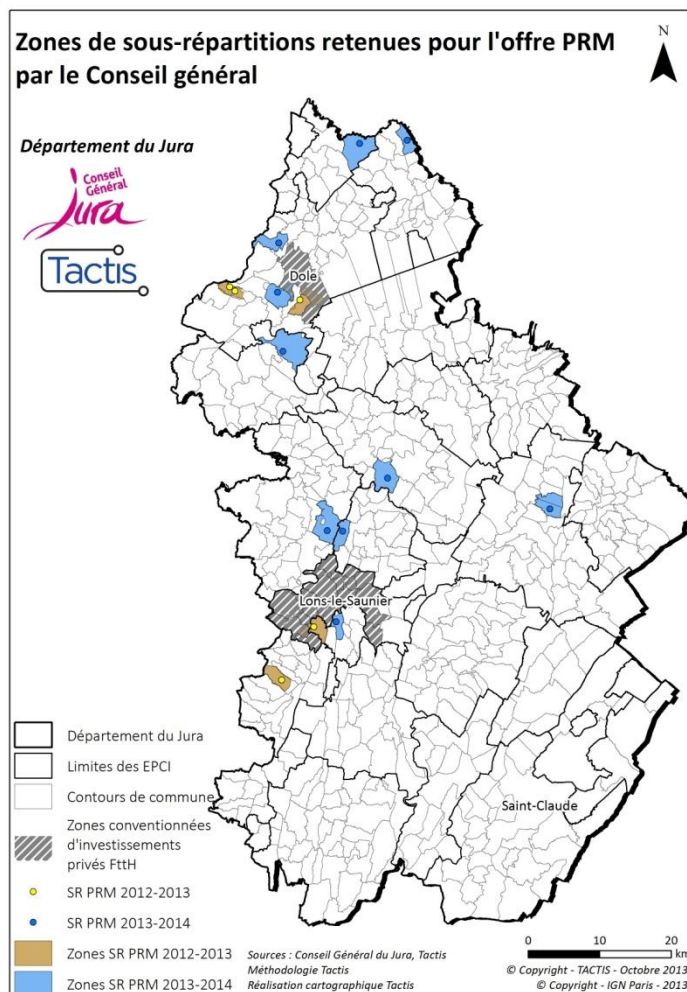 Zones de sous-répartitions retenues pour l'offre PRM
par le Conseil général
N
Département du Jura
Conseil
Général
Jura
Tactis
Dole
Lons-le-Saunier
Saint-Claude
Département du Jura
Limites des EPCI
Contours de commune
Zones conventionnées
d'investissements
privés FttH
SR PRM 2012-2013
SR PRM 2013-2014
Zones SR PRM 2012-2013
Zones SR PRM 2013-2014
Sources : Conseil Général du Jura, Tactis
Méthodologie Tactis
Réalisation cartographique Tactis
0 10 20
km
© Copyright - TACTIS - Octobre 2013
© Copyright - IGN Paris - 2013